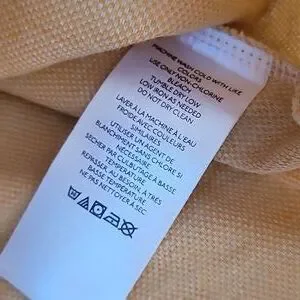 MACHINE WASH COLD WITH LIKE
COLORS
USE ONLY NON-CHLORINE
BLEACH
TUMBLE DRY LOW
LOW IRON AS NEEDED
DO NOT DRY CLEAN
LAVER À LA MACHINE À L'EAU
FROIDE AVEC COULEURS
SIMILAIRES
UTILISER UN AGENT DE
BLANCHIMENT SANS CHLORE SI
NÉCESSAIRE
SÉCHER PAR CULBUTAGE À BASSE
TEMPÉRATURE
REPASSER, AU BESOIN, À TRÈS
BASSE TEMPÉRATURE
NE PAS NETTOYER À SEC